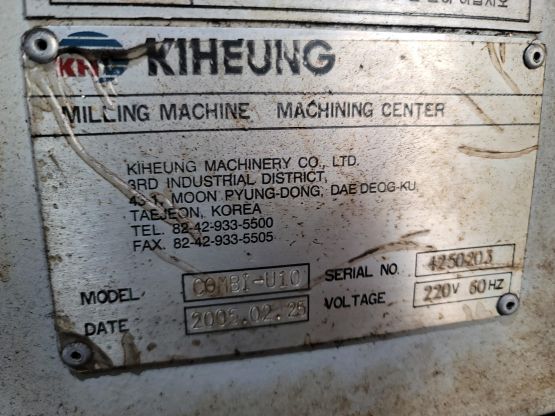 KIHEUNG
MILLING MACHINE MACHINING CENTER
KIHEUNG MACHINERY CO., LTD.
3RD INDUSTRIAL DISTRICT,
MOON PYUNG-DONG, DAEDEOG-KU,
TAEJEON, KOREA
TEL. 82-42-933-5500
FAX. 82-42-933-5505
MODEL COMBI-U10 SERIAL NO. 4250203
DATE 2005.02.25 VOLTAGE 220V 60HZ